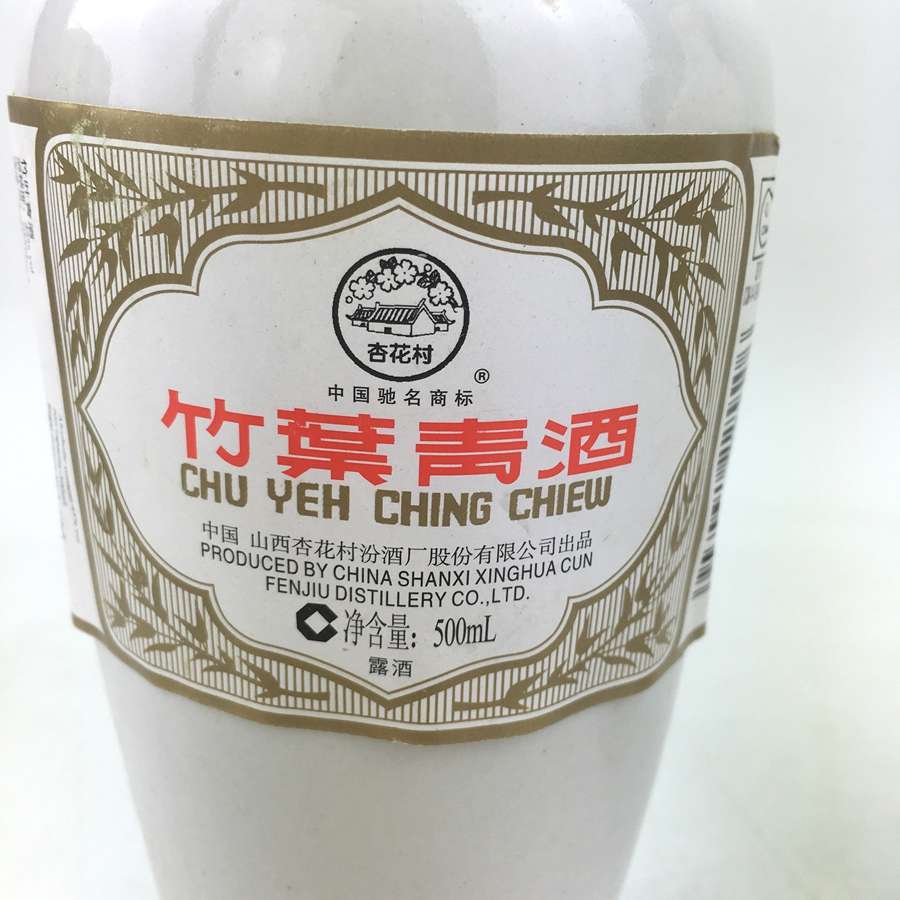 杏花村
®
中国驰名商标
竹葉青酒
CHU YEH CHING CHIEW
中国 山西杏花村汾酒厂股份有限公司出品
PRODUCED BY CHINA SHANXI XINGHUA CUN
FENJIU DISTILLERY CO.,LTD.
净含量: 500mL
露酒